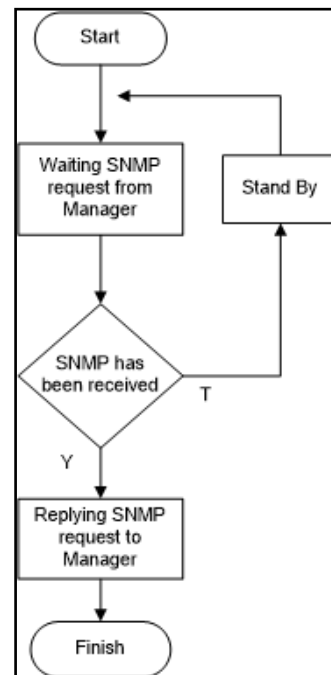 Start
Waiting SNMP
request from
Manager
Stand By
SNMP has
been received
T
Y
Replying SNMP
request to
Manager
Finish